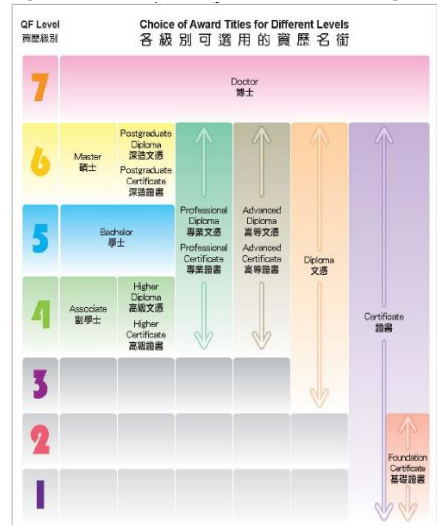 QF Level
資歷級別
Choice of Award Titles for Different Levels
各級別可選用的資歷名銜
7
Doctor
博士
6
Master
碩士
Postgraduate
Diploma
深造文憑
Postgraduate
Certificate
深造證書
5
Bachelor
學士
Professional
Diploma
專業文憑
Professional
Certificate
專業證書
Advanced
Diploma
高等文憑
Advanced
Certificate
高等證書
Diploma
文憑
4
Associate
副學士
Higher
Diploma
高級文憑
Higher
Certificate
高級證書
Certificate
證書
3
2
Foundation
Certificate
基礎證書
1